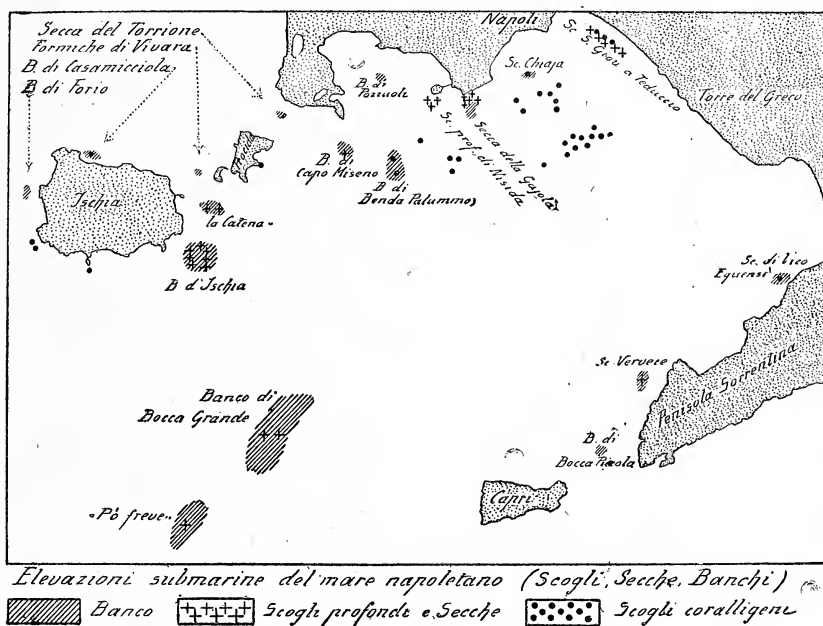 Secca del Torrione
Formiche di Vivara
B. di Casamicciola
B di Forio
Napoli
Sc. S. Giov a Teduccio
Sc. Chiaja
B. di
Pozzuoli
Torre del Greco
Sc. prof. di Nisida
Secca della Gajola
B. di
Capo Miseno
B di
Benda Palummo
Ischia
la Catena
B d'Ischia
Sc. di Vico
Equense
Sc Vervece
Penisola Sorrentina
Banco di
Bocca Grande
B. di
Bocca Piccola
Capri
"Pò freve"
Elevazioni submarine del mare napoletano (Scogli, Secche, Banchi)
Banco
Scogli profondi e Secche
Scogli coralligeni